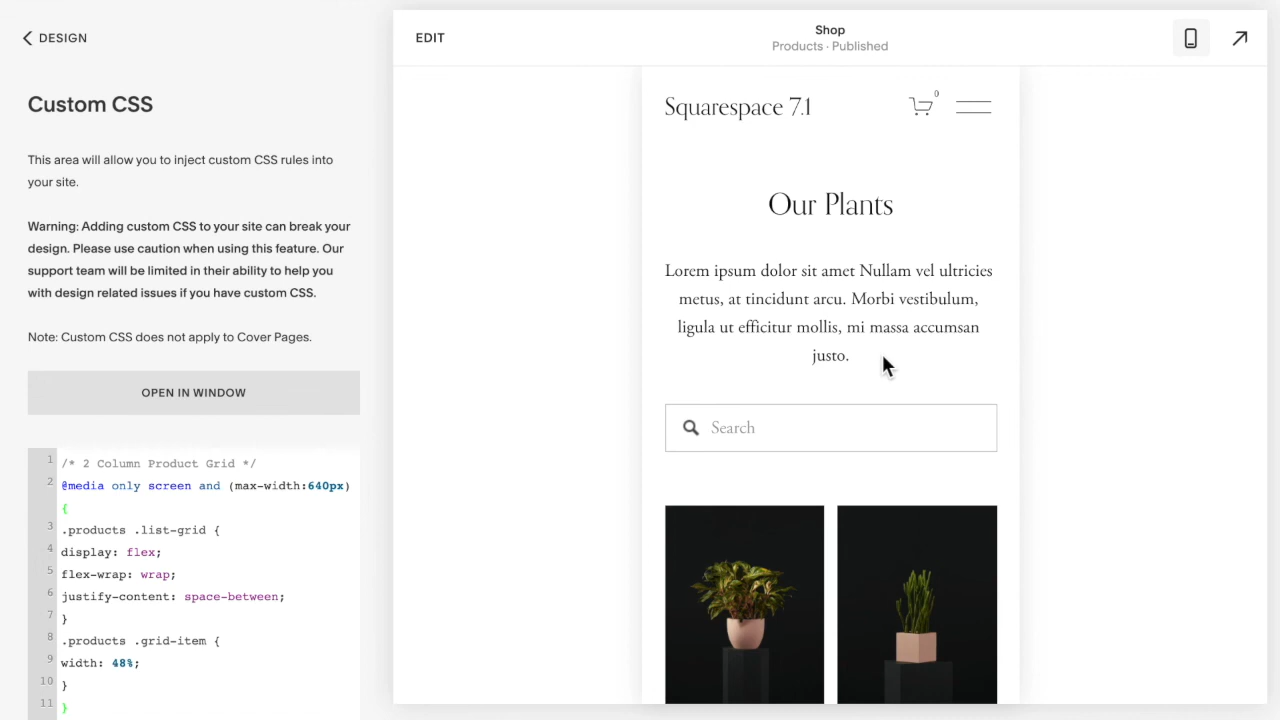 DESIGN
Custom CSS
This area will allow you to inject custom CSS rules into
your site.
Warning: Adding custom CSS to your site can break your
design. Please use caution when using this feature. Our
support team will be limited in their ability to help you
with design related issues if you have custom CSS.
Note: Custom CSS does not apply to Cover Pages.
OPEN IN WINDOW
1 /* 2 Column Product Grid */
2 @media only screen and (max-width:640px)
{
3 .products .list-grid {
4 display: flex;
5 flex-wrap: wrap;
6 justify-content: space-between;
7 }
8 .products .grid-item {
9 width: 48%;
10 }
11 }
EDIT
Shop
Products · Published
Squarespace 7.1
0
Our Plants
Lorem ipsum dolor sit amet Nullam vel ultricies
metus, at tincidunt arcu. Morbi vestibulum,
ligula ut efficitur mollis, mi massa accumsan
justo.
Search